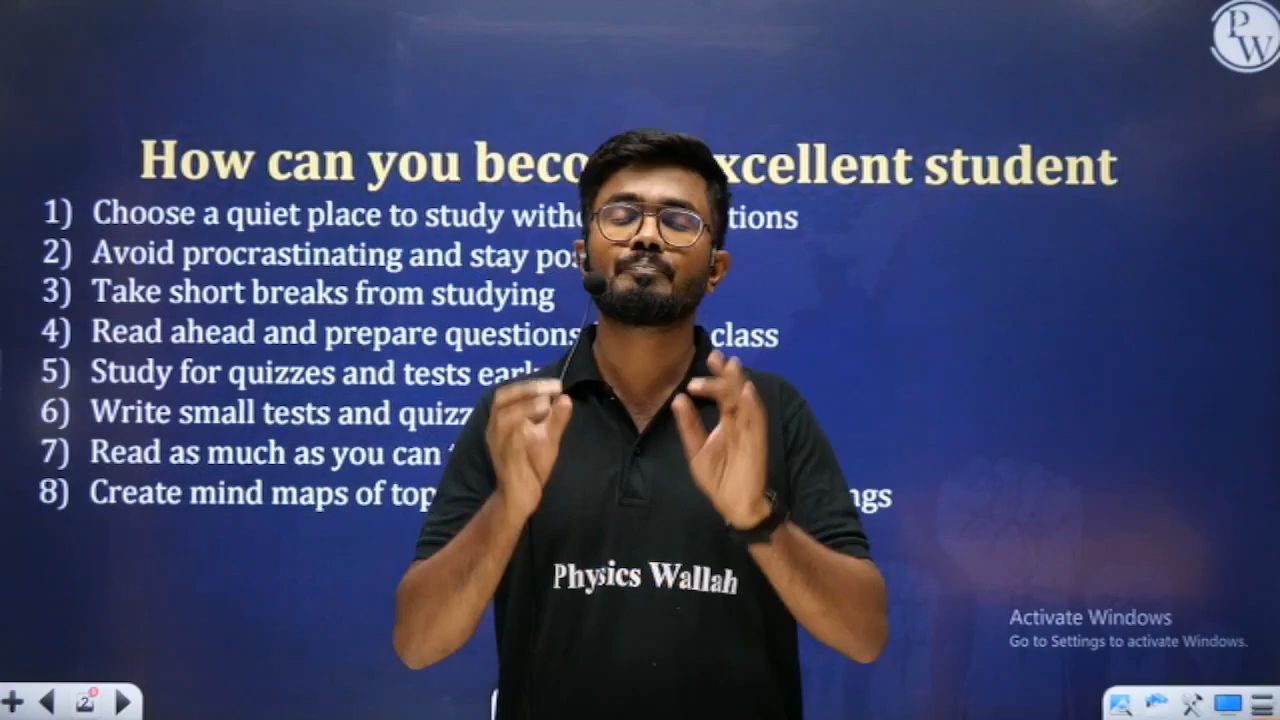 PW
How can you beco xcellent student
1) Choose a quiet place to study with tions
2) Avoid procrastinating and stay pos
3) Take short breaks from studying
4) Read ahead and prepare questions class
5) Study for quizzes and tests earl
6) Write small tests and quizz
7) Read as much as you can
8) Create mind maps of top ngs
Physics Wallah
Activate Windows
Go to Settings to activate Windows.
2